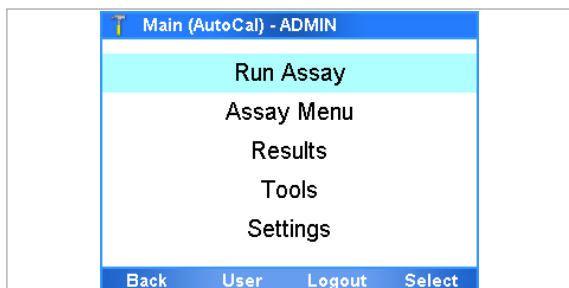 Main (AutoCal) - ADMIN
Run Assay
Assay Menu
Results
Tools
Settings
Back User Logout Select